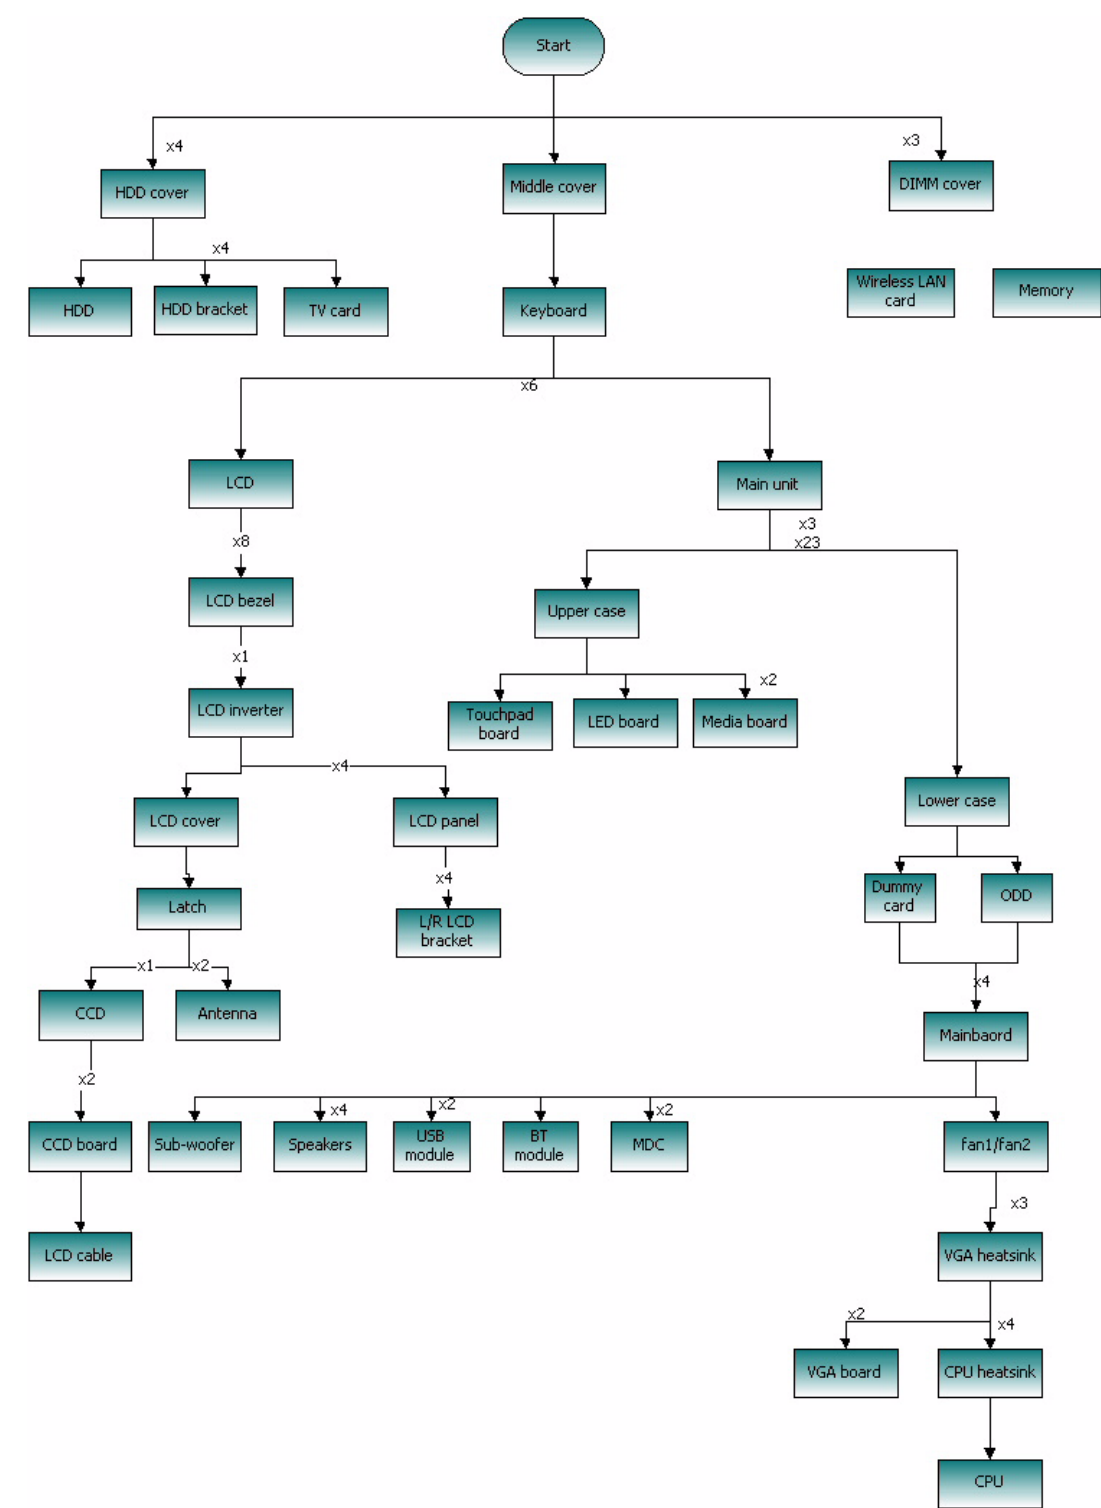 Start
x4
x3
HDD cover
Middle cover
DIMM cover
x4
HDD
HDD bracket
TV card
Keyboard
Wireless LAN
card
Memory
x6
LCD
Main unit
x3
x23
x8
LCD bezel
Upper case
x1
x2
LCD inverter
Touchpad
board
LED board
Media board
x4
LCD cover
LCD panel
Lower case
x4
Latch
L/R LCD
bracket
Dummy
card
ODD
x1
x2
x4
CCD
Antenna
Mainbaord
x2
x4
x2
x2
CCD board
Sub-woofer
Speakers
USB
module
BT
module
MDC
fan1/fan2
x3
LCD cable
VGA heatsink
x2
x4
VGA board
CPU heatsink
CPU